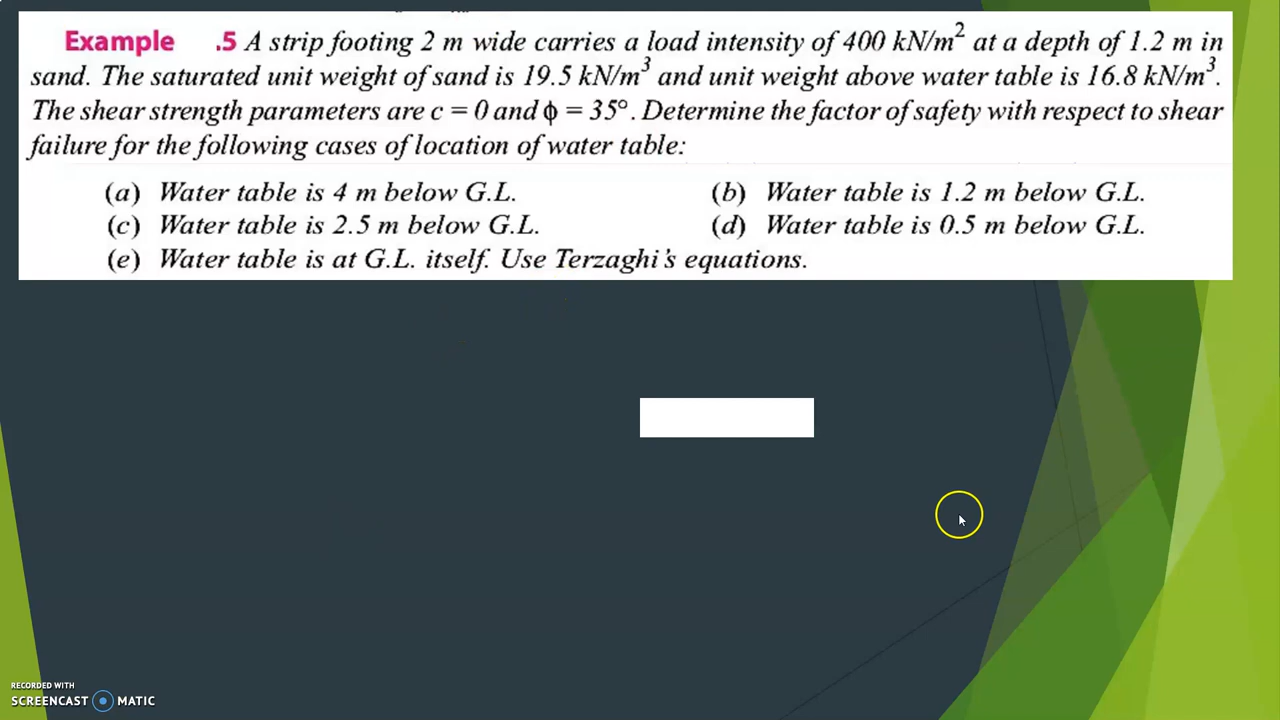 Example .5 A strip footing 2 m wide carries a load intensity of 400 kN/m² at a depth of 1.2 m in
sand. The saturated unit weight of sand is 19.5 kN/m³ and unit weight above water table is 16.8 kN/m³.
The shear strength parameters are c = 0 and ϕ = 35°. Determine the factor of safety with respect to shear
failure for the following cases of location of water table:
(a) Water table is 4 m below G.L. (b) Water table is 1.2 m below G.L.
(c) Water table is 2.5 m below G.L. (d) Water table is 0.5 m below G.L.
(e) Water table is at G.L. itself. Use Terzaghi's equations.
RECORDED WITH
SCREENCAST MATIC